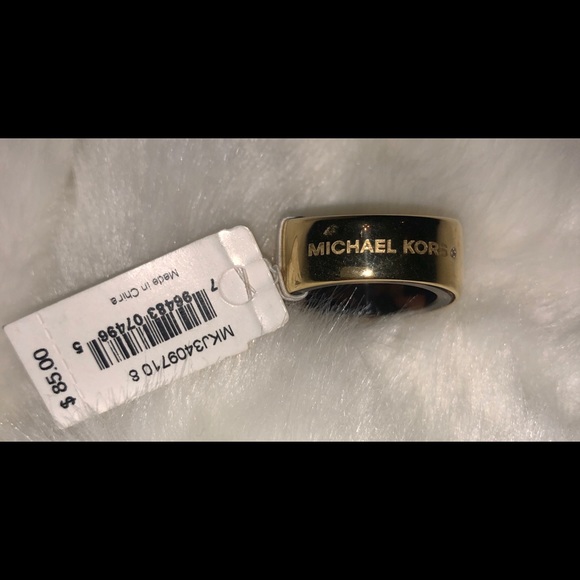 MICHAEL KORS
MKJ3409710 8
7 96483 07496 5
Made in China
$ 85.00